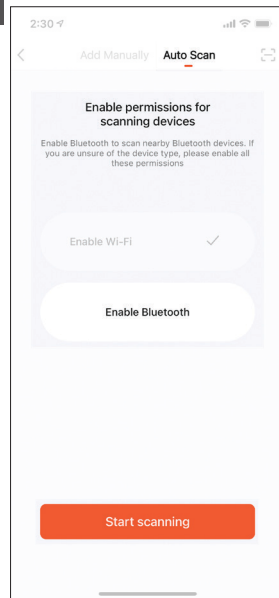 2:30
Add Manually Auto Scan
Enable permissions for
scanning devices
Enable Bluetooth to scan nearby Bluetooth devices. If
you are unsure of the device type, please enable all
these permissions
Enable Wi-Fi
Enable Bluetooth
Start scanning